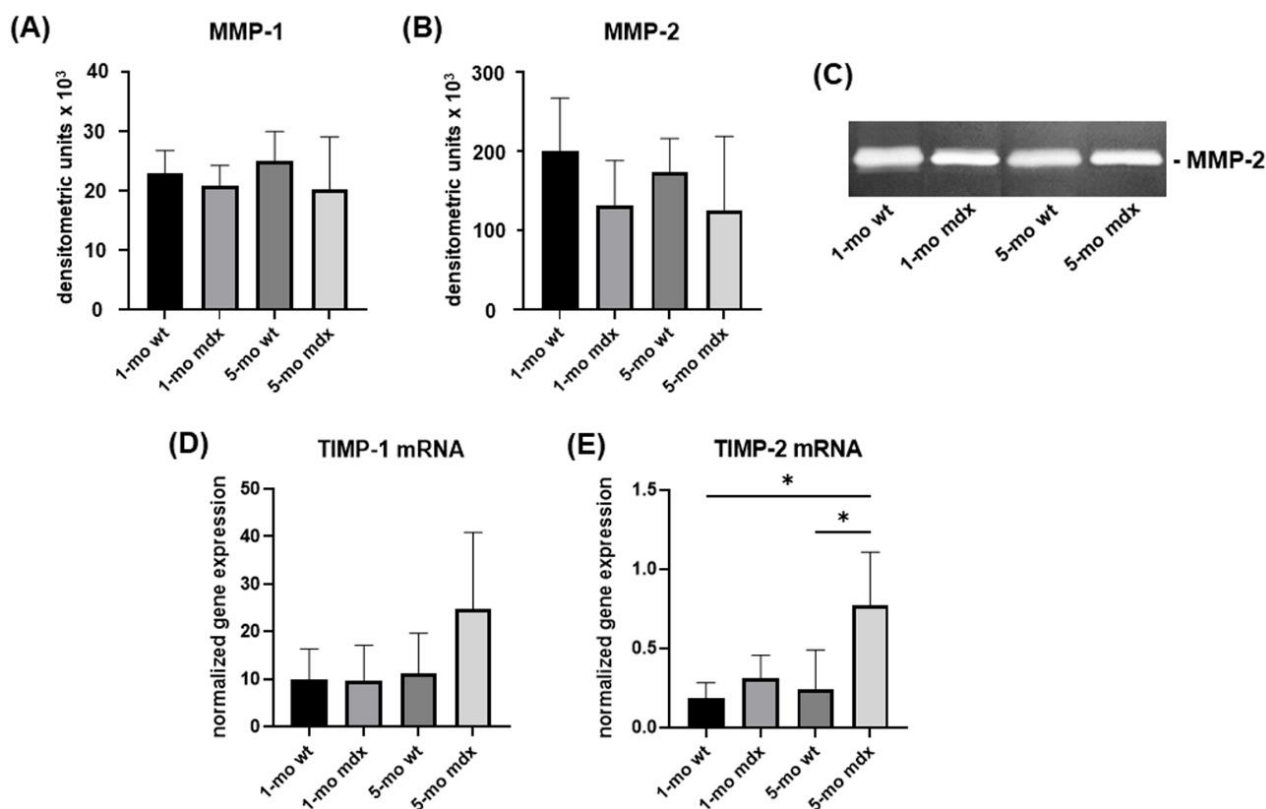 (A)
MMP-1
densitometric units x 10³
40
30
20
10
0
1-mo wt
1-mo mdx
5-mo wt
5-mo mdx
(B)
MMP-2
densitometric units x 10³
300
200
100
0
1-mo wt
1-mo mdx
5-mo wt
5-mo mdx
(C)
- MMP-2
1-mo wt
1-mo mdx
5-mo wt
5-mo mdx
(D)
TIMP-1 mRNA
normalized gene expression
50
40
30
20
10
0
1-mo wt
1-mo mdx
5-mo wt
5-mo mdx
(E)
TIMP-2 mRNA
normalized gene expression
1.5
1.0
0.5
0.0
*
*
1-mo wt
1-mo mdx
5-mo wt
5-mo mdx